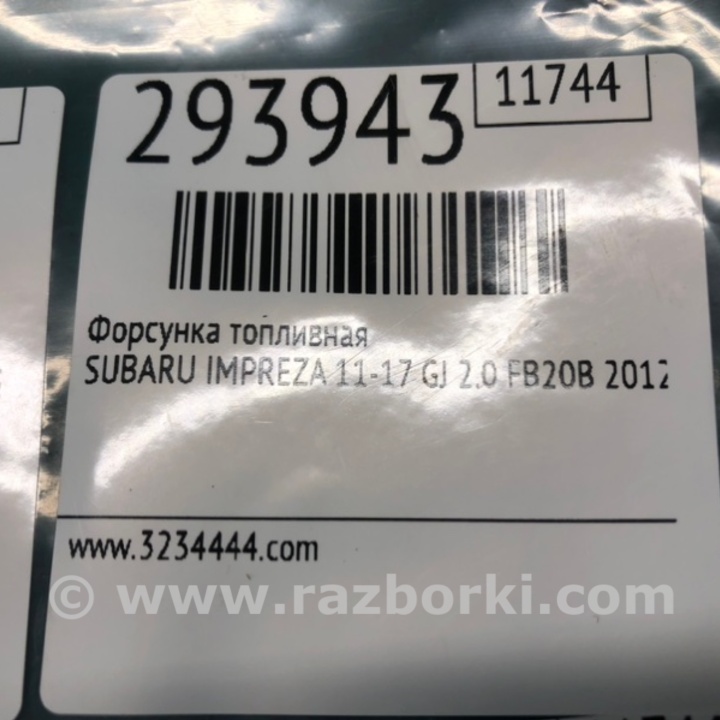 293943
11744
Форсунка топливная
SUBARU IMPREZA 11-17 GJ 2.0 FB20B 2012
www.3234444.com
© www.razborki.com